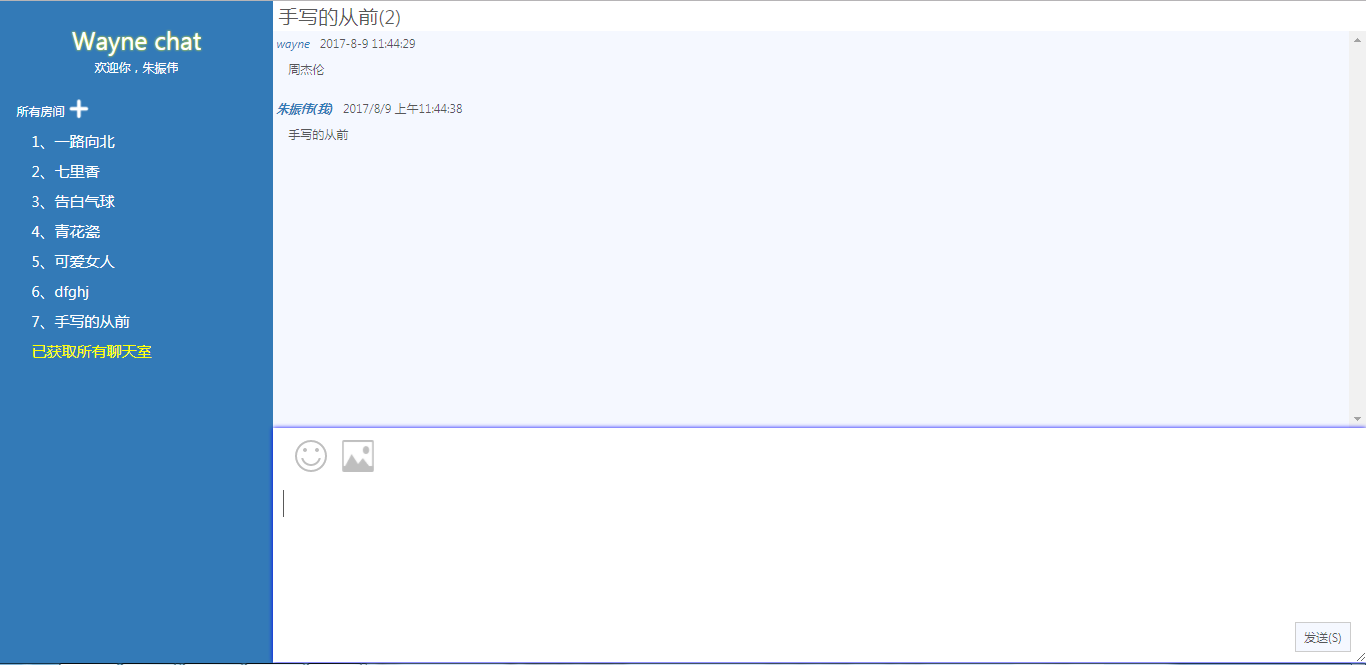 Wayne chat
欢迎你，朱振伟
所有房间
1、一路向北
2、七里香
3、告白气球
4、青花瓷
5、可爱女人
6、dfghj
7、手写的从前
已获取所有聊天室
手写的从前(2)
wayne 2017-8-9 11:44:29
周杰伦
朱振伟(我) 2017/8/9 上午11:44:38
手写的从前
发送(S)